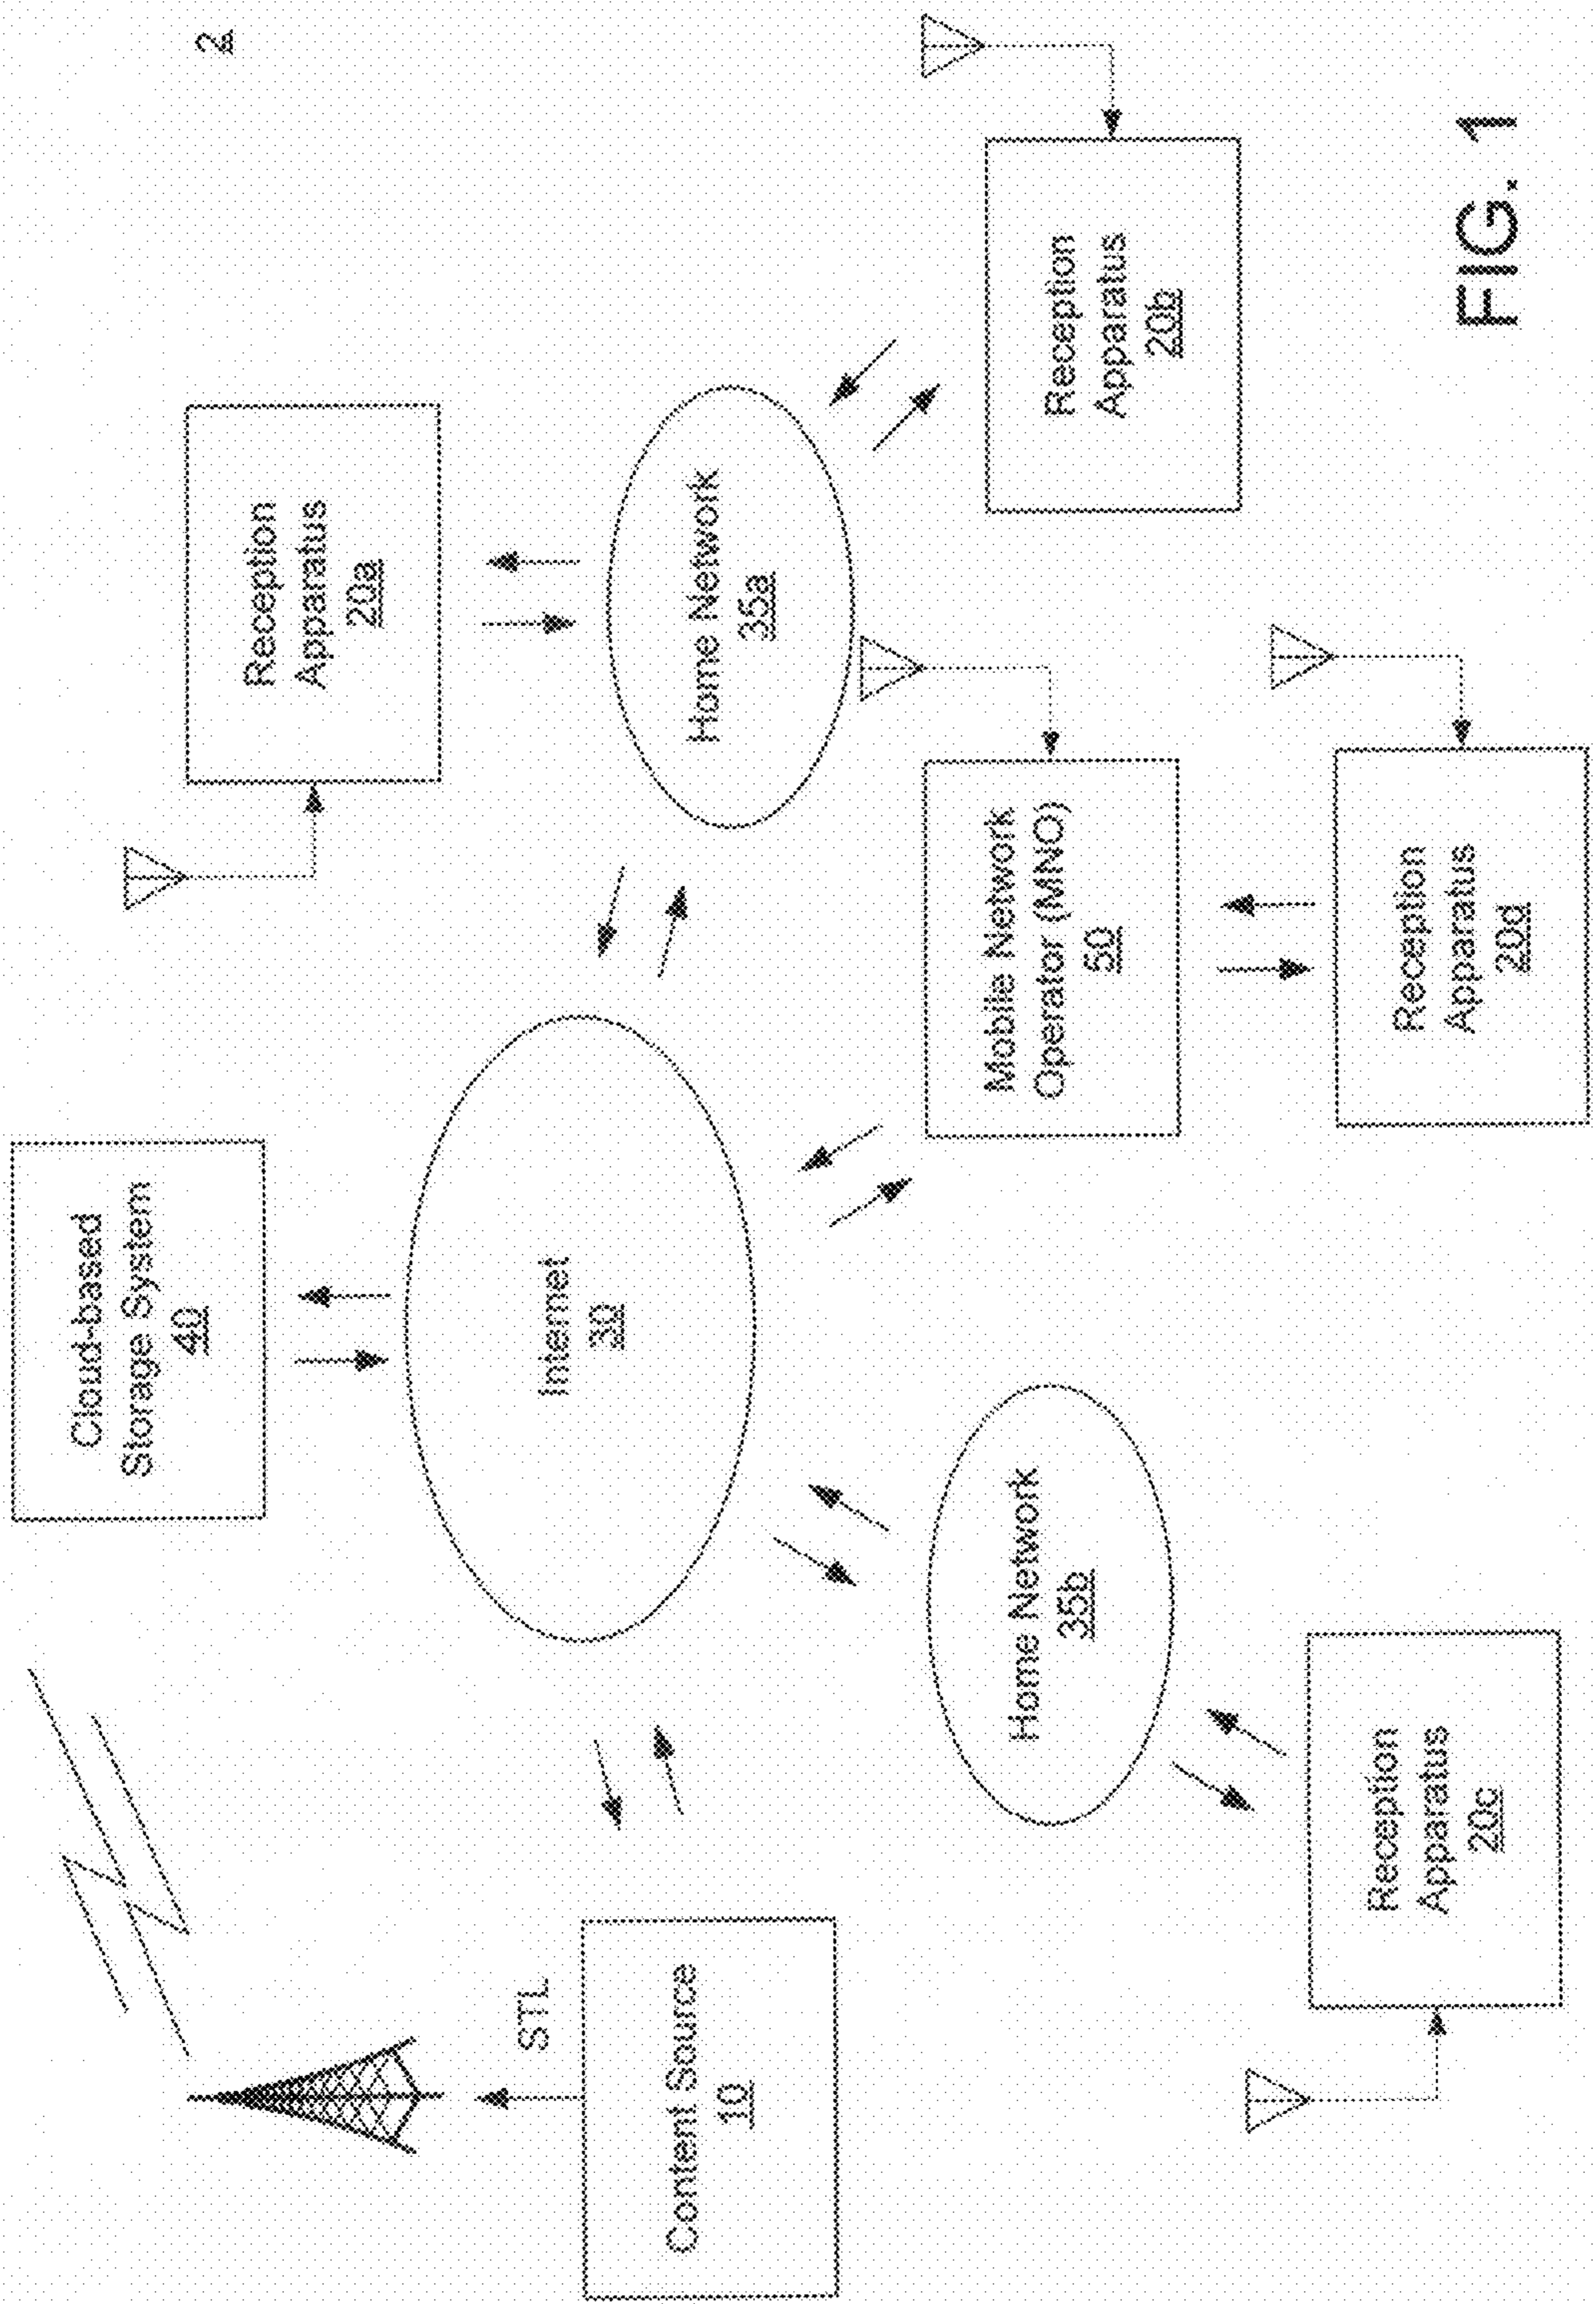 2
Cloud-based
Storage System
40
STL
Content Source
10
Internet
30
Reception
Apparatus
20a
Home Network
35a
Home Network
35b
Mobile Network
Operator (MNO)
50
Reception
Apparatus
20b
Reception
Apparatus
20c
Reception
Apparatus
20d
FIG. 1